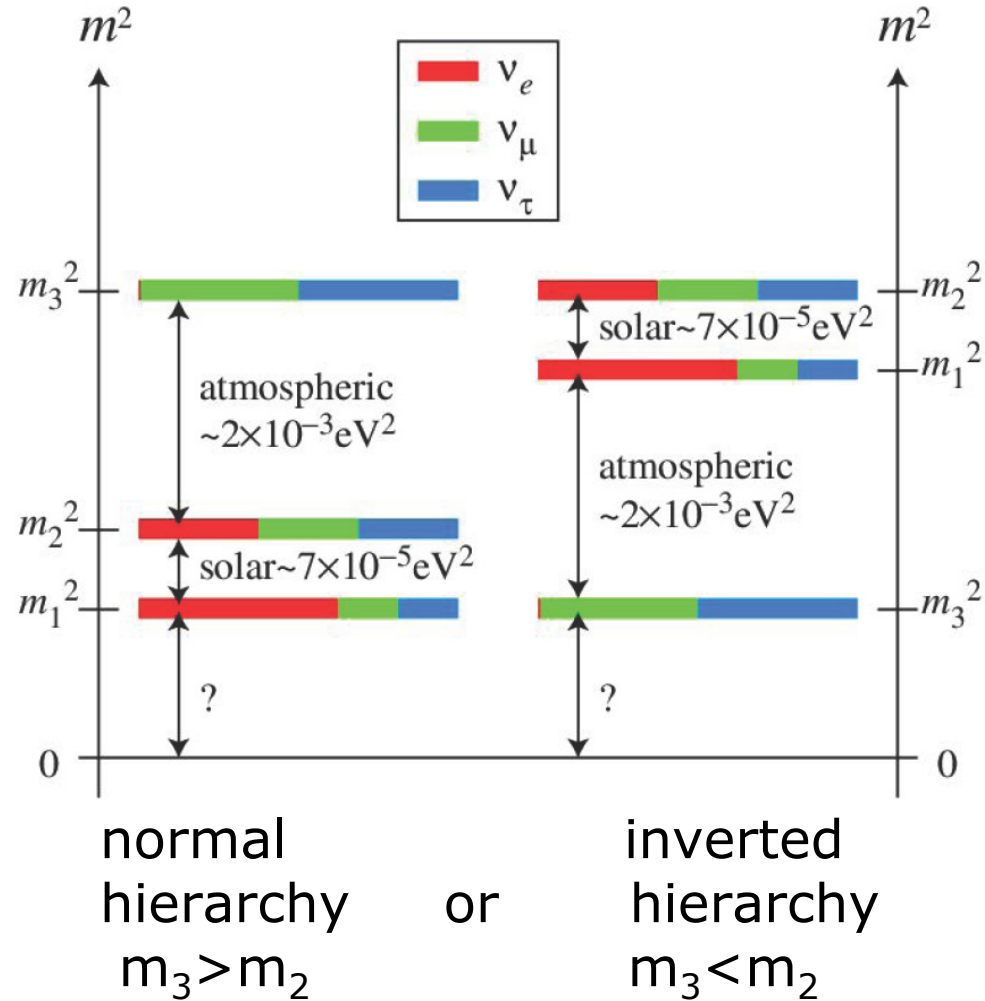 m²
m²
νe
νμ
ντ
m₃²
m₂²
solar~7×10⁻⁵eV²
m₁²
atmospheric
~2×10⁻³eV²
atmospheric
~2×10⁻³eV²
m₂²
solar~7×10⁻⁵eV²
m₁²
m₃²
?
?
0
0
normal inverted
hierarchy or hierarchy
m₃>m₂ m₃<m₂